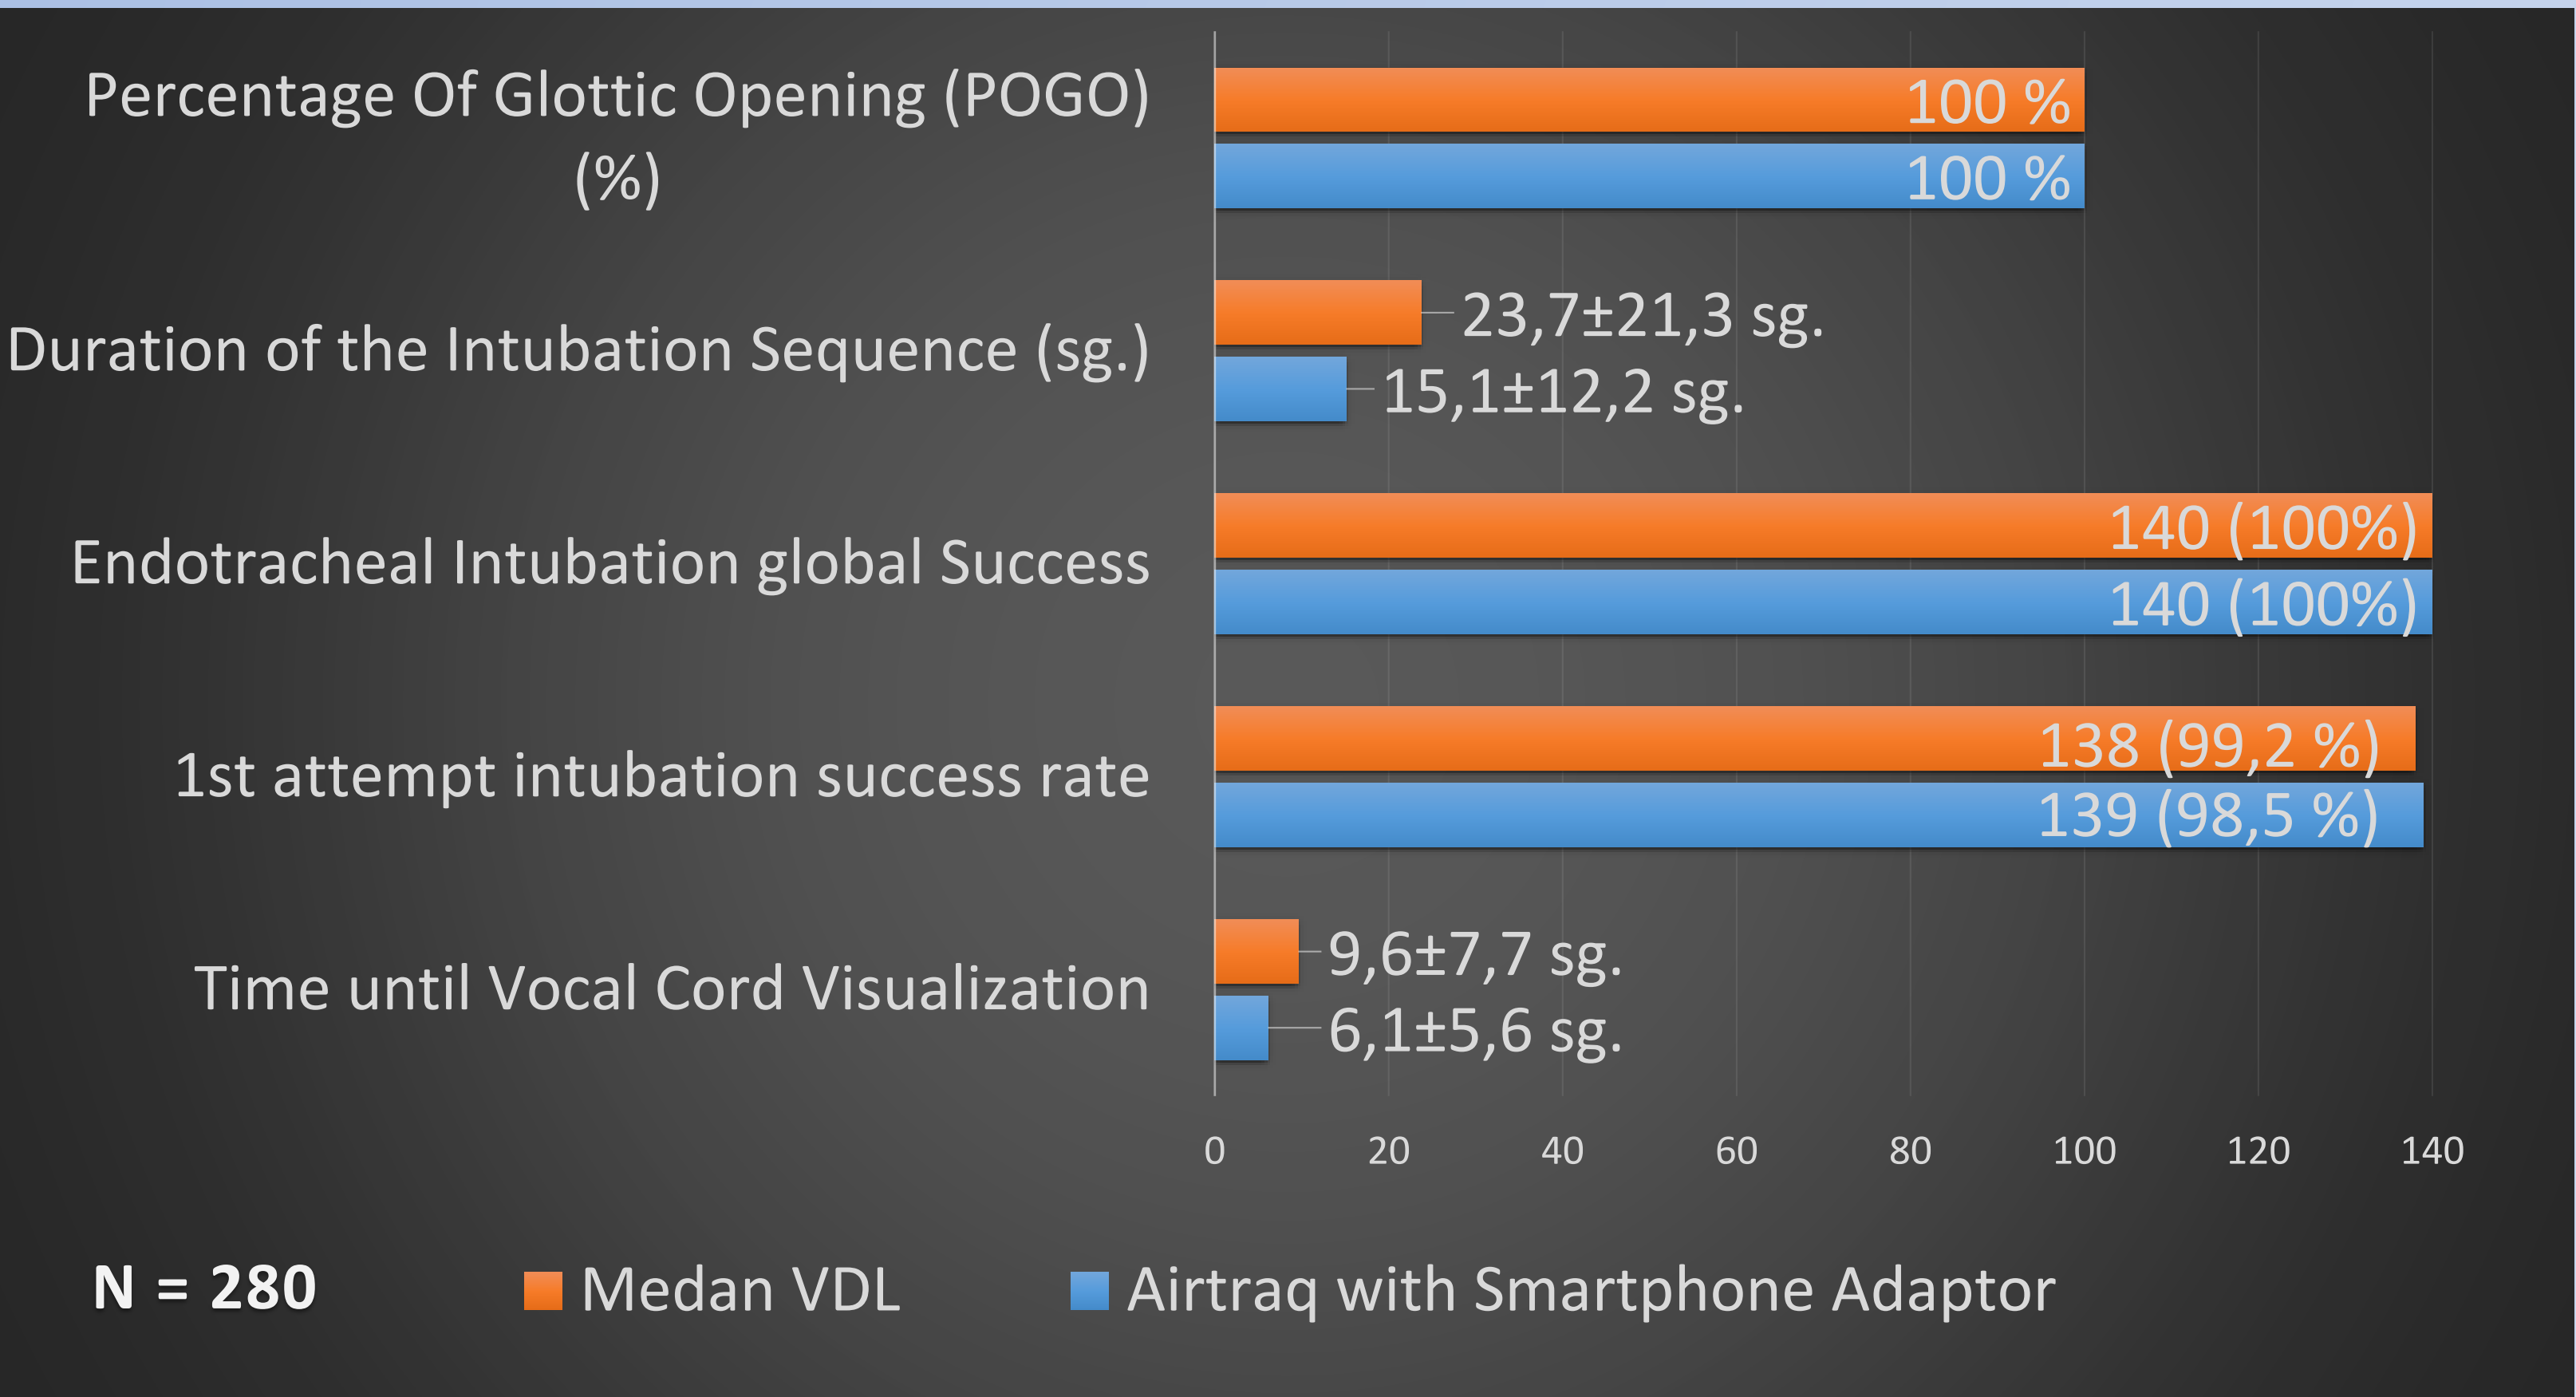 Percentage Of Glottic Opening (POGO)
(%)
100 %
100 %
Duration of the Intubation Sequence (sg.)
23,7±21,3 sg.
15,1±12,2 sg.
Endotracheal Intubation global Success
140 (100%)
140 (100%)
1st attempt intubation success rate
138 (99,2 %)
139 (98,5 %)
Time until Vocal Cord Visualization
9,6±7,7 sg.
6,1±5,6 sg.
0 20 40 60 80 100 120 140
N = 280 Medan VDL Airtraq with Smartphone Adaptor